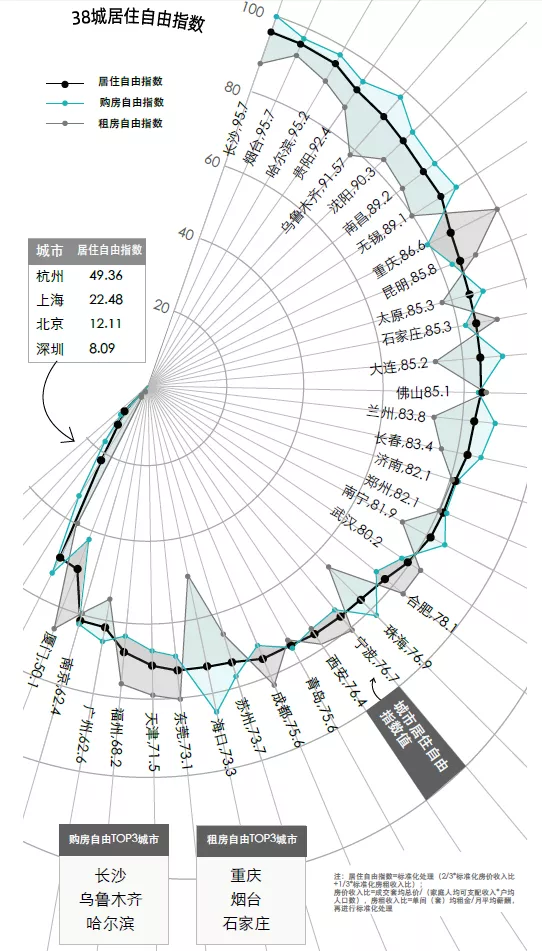 38城居住自由指数
居住自由指数
购房自由指数
租房自由指数
100
80
60
40
20
城市 居住自由指数
杭州 49.36
上海 22.48
北京 12.11
深圳 8.09
长沙,95.7
烟台,95.7
哈尔滨,95.2
贵阳,92.4
乌鲁木齐,91.57
沈阳,90.3
南昌,89.2
无锡,89.1
重庆,86.6
昆明,85.8
太原,85.3
石家庄,85.3
大连,85.2
佛山85.1
兰州,83.8
长春,83.4
济南,82.1
郑州,82.1
南宁,81.9
武汉,80.2
合肥,78.1
珠海,76.9
宁波,76.7
西安,76.4
青岛,75.6
成都,75.6
苏州,73.7
海口,73.3
东莞,73.1
天津,71.5
福州,68.2
广州,62.6
南京,62.4
厦门,50.1
城市居住自由
指数值
购房自由TOP3城市
长沙
乌鲁木齐
哈尔滨
租房自由TOP3城市
重庆
烟台
石家庄
注：居住自由指数=标准化处理（2/3*标准化房价收入比
+1/3*标准化房租收入比）；
房价收入比=成交套均总价/（家庭人均可支配收入*户均
人口数），房租收入比=单间（套）均租金/月平均薪酬，
再进行标准化处理